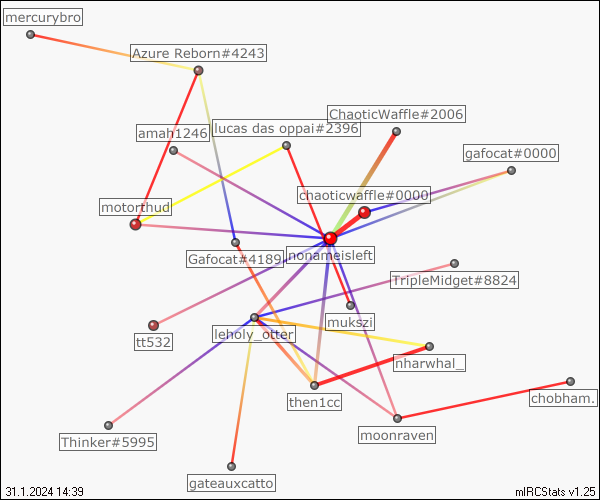 mercurybro
Azure Reborn#4243
ChaoticWaffle#2006
lucas das oppai#2396
amah1246
gafocat#0000
chaoticwaffle#0000
motorthud
nonameisleft
Gafocat#4189
TripleMidget#8824
mukszi
leholy_otter
tt532
nharwhal_
then1cc
chobham.
moonraven
Thinker#5995
gateauxcatto
31.1.2024 14:39
mIRCStats v1.25